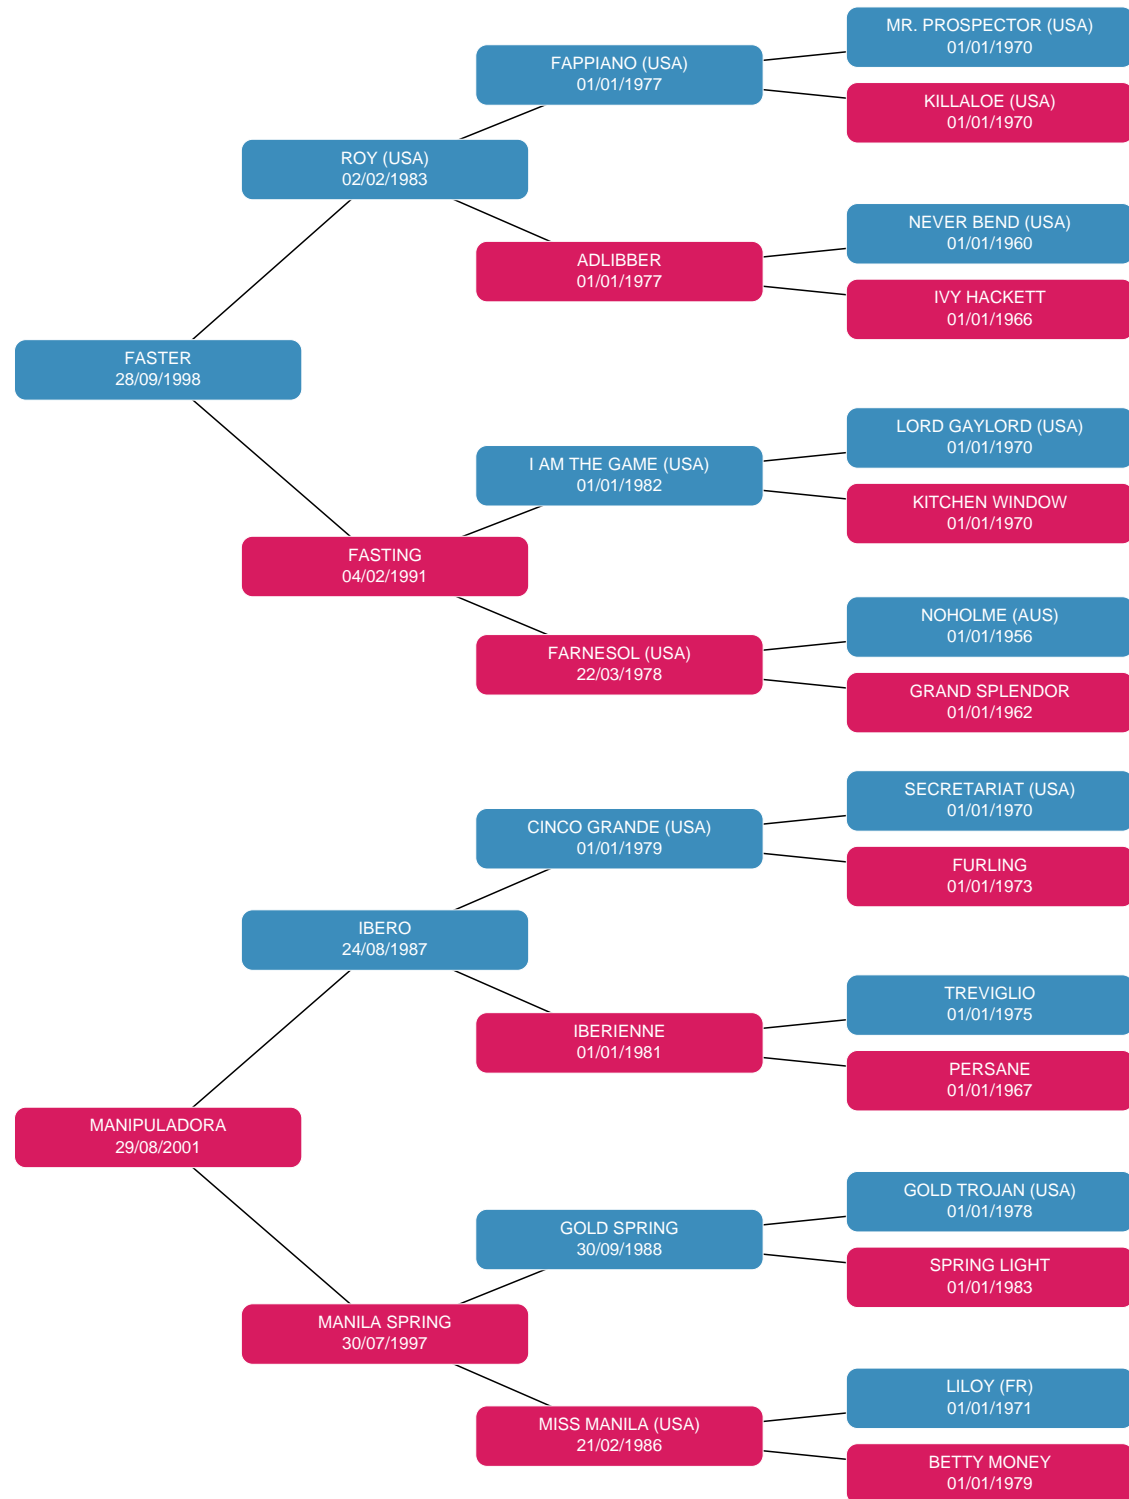 MR. PROSPECTOR (USA)
01/01/1970
FAPPIANO (USA)
01/01/1977
KILLALOE (USA)
01/01/1970
ROY (USA)
02/02/1983
NEVER BEND (USA)
01/01/1960
ADLIBBER
01/01/1977
IVY HACKETT
01/01/1966
FASTER
28/09/1998
LORD GAYLORD (USA)
01/01/1970
I AM THE GAME (USA)
01/01/1982
KITCHEN WINDOW
01/01/1970
FASTING
04/02/1991
NOHOLME (AUS)
01/01/1956
FARNESOL (USA)
22/03/1978
GRAND SPLENDOR
01/01/1962
SECRETARIAT (USA)
01/01/1970
CINCO GRANDE (USA)
01/01/1979
FURLING
01/01/1973
IBERO
24/08/1987
TREVIGLIO
01/01/1975
IBERIENNE
01/01/1981
PERSANE
01/01/1967
MANIPULADORA
29/08/2001
GOLD TROJAN (USA)
01/01/1978
GOLD SPRING
30/09/1988
SPRING LIGHT
01/01/1983
MANILA SPRING
30/07/1997
LILOY (FR)
01/01/1971
MISS MANILA (USA)
21/02/1986
BETTY MONEY
01/01/1979